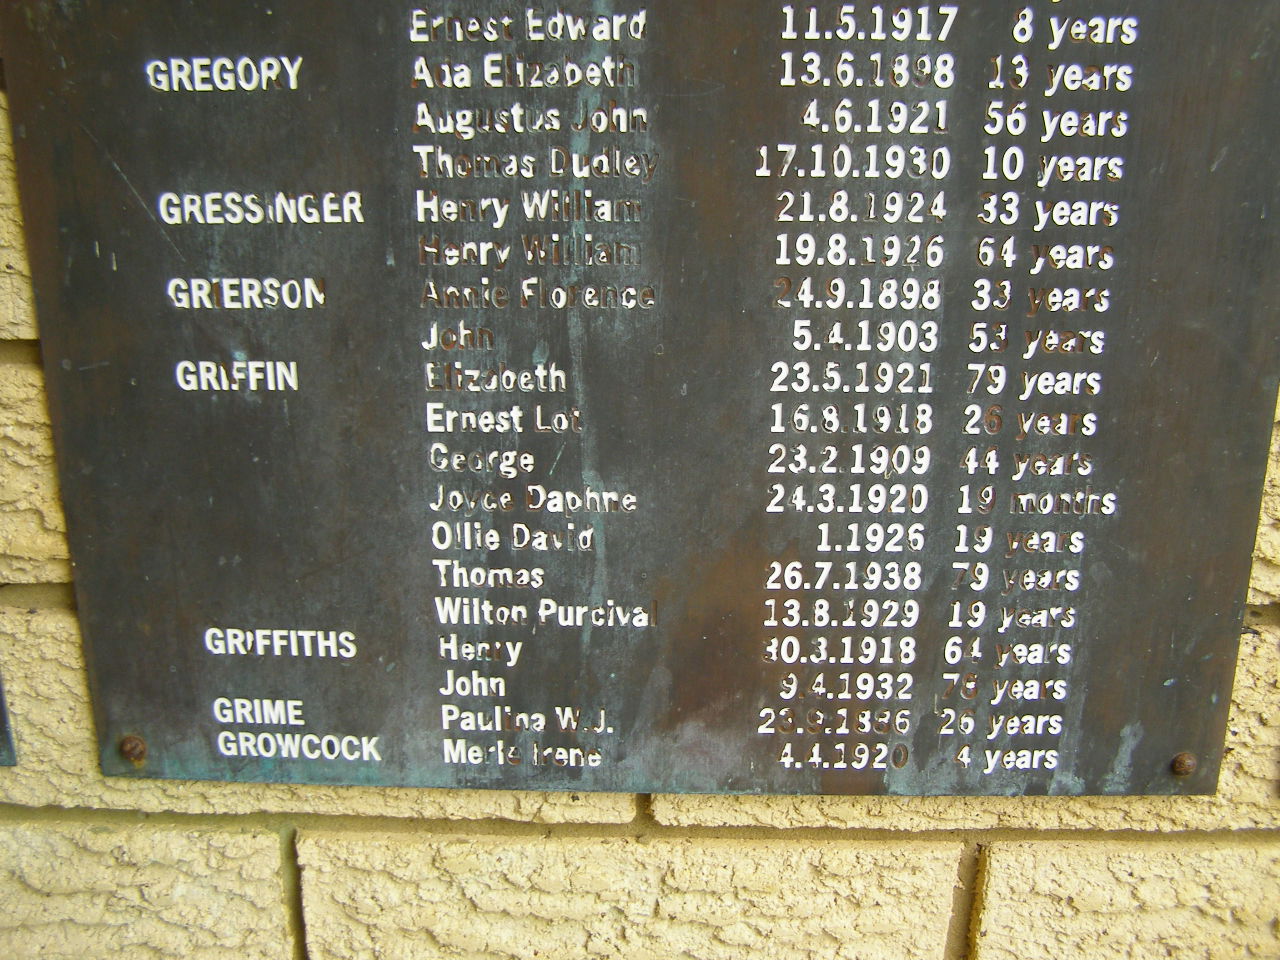 Ernest Edward 11.5.1917 8 years
GREGORY Ada Elizabeth 13.6.1898 13 years
Augustus John 4.6.1921 56 years
Thomas Dudley 17.10.1930 10 years
GRESSINGER Henry William 21.8.1924 33 years
Henry William 19.8.1926 64 years
GRIERSON Annie Florence 24.9.1898 33 years
John 5.4.1903 53 years
GRIFFIN Elizabeth 23.5.1921 79 years
Ernest Lot 16.8.1918 26 years
George 23.2.1909 44 years
Joyce Daphne 24.3.1920 19 months
Ollie David 1.1926 19 years
Thomas 26.7.1938 79 years
Wilton Purcival 13.8.1929 19 years
GRIFFITHS Henry 30.3.1918 64 years
John 9.4.1932 78 years
GRIME Paulina W.J. 23.9.1886 26 years
GROWCOCK Merle Irene 4.4.1920 4 years